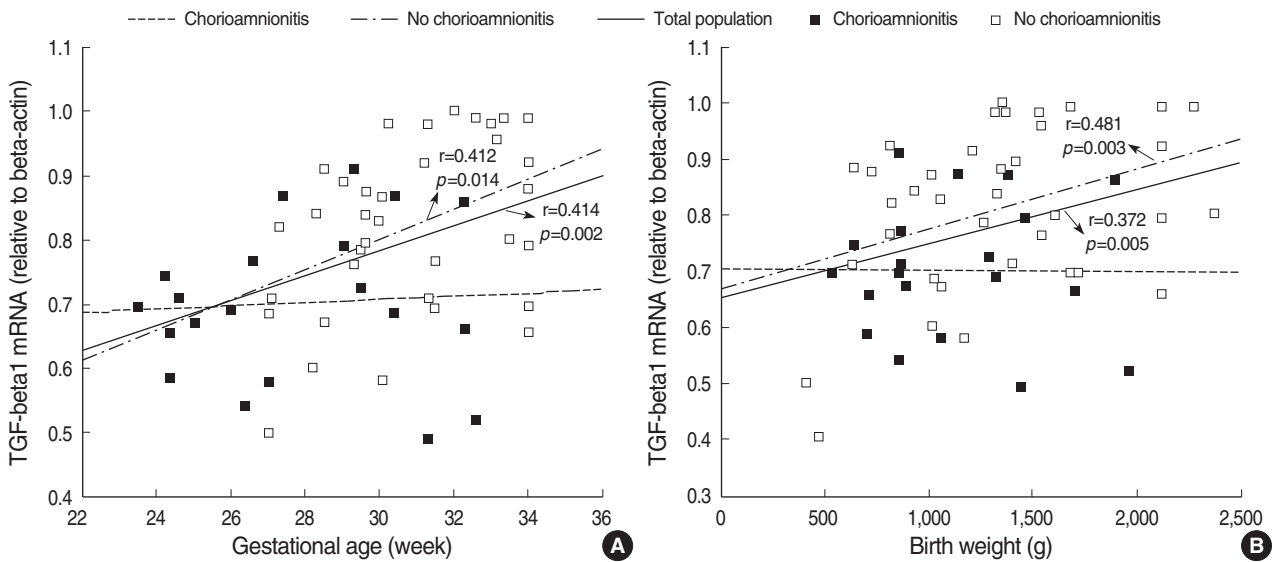 Chorioamnionitis No chorioamnionitis Total population Chorioamnionitis No chorioamnionitis
TGF-beta1 mRNA (relative to beta-actin)
1.1
1.0
0.9
0.8
0.7
0.6
0.5
0.4
r=0.412
p=0.014
r=0.414
p=0.002
22 24 26 28 30 32 34 36
Gestational age (week)
A
TGF-beta1 mRNA (relative to beta-actin)
1.1
1.0
0.9
0.8
0.7
0.6
0.5
0.4
0.3
r=0.481
p=0.003
r=0.372
p=0.005
0 500 1,000 1,500 2,000 2,500
Birth weight (g)
B